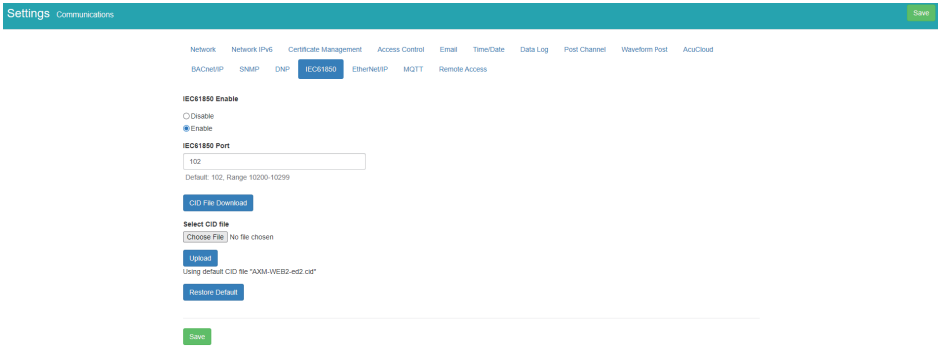 Settings Communications Save
Network Network IPv6 Certificate Management Access Control Email Time/Date Data Log Post Channel Waveform Post AcuCloud
BACnet/IP SNMP DNP IEC61850 EtherNet/IP MQTT Remote Access
IEC61850 Enable
Disable
Enable
IEC61850 Port
102
Default: 102, Range 10200-10299
CID File Download
Select CID file
Choose File No file chosen
Upload
Using default CID file "AXM-WEB2-ed2.cid"
Restore Default
Save